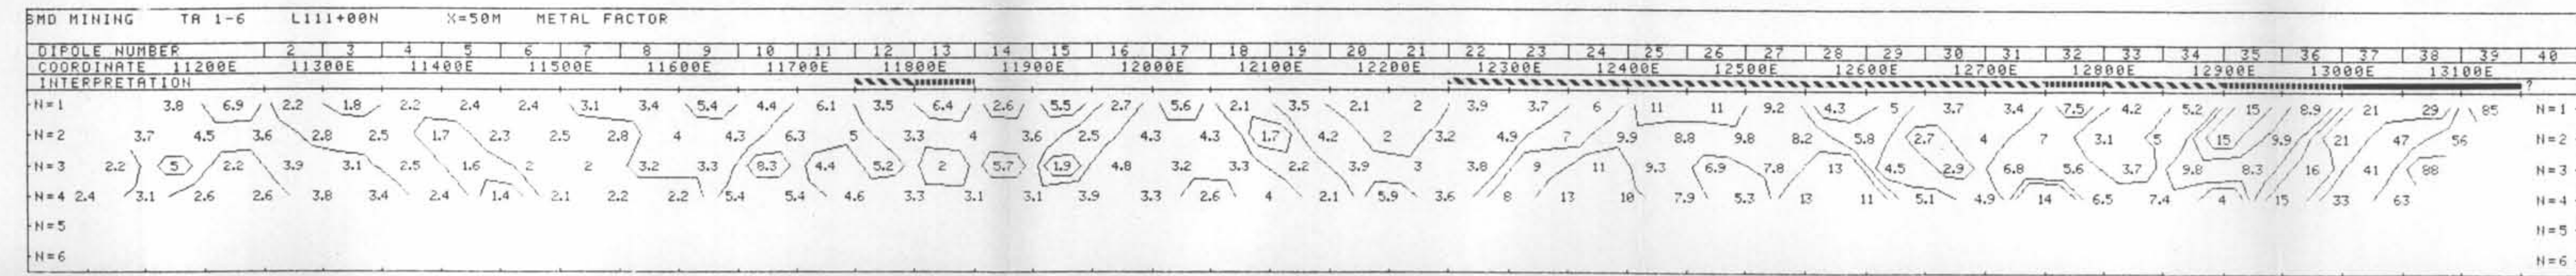 SMD MINING TA 1-6 L111+00N X=50M METAL FACTOR
DIPOLE NUMBER 2 3 4 5 6 7 8 9 10 11 12 13 14 15 16 17 18 19 20 21 22 23 24 25 26 27 28 29 30 31 32 33 34 35 36 37 38 39 40
COORDINATE 11200E 11300E 11400E 11500E 11600E 11700E 11800E 11900E 12000E 12100E 12200E 12300E 12400E 12500E 12600E 12700E 12800E 12900E 13000E 13100E
INTERPRETATION ?
N=1 3.8 6.9 2.2 1.8 2.2 2.4 2.4 3.1 3.4 5.4 4.4 6.1 3.5 6.4 2.6 5.5 2.7 5.6 2.1 3.5 2.1 2 3.9 3.7 6 11 11 9.2 4.3 5 3.7 3.4 7.5 4.2 5.2 15 8.9 21 29 85 N=1
N=2 3.7 4.5 3.6 2.8 2.5 1.7 2.3 2.5 2.8 4 4.3 6.3 5 3.3 4 3.6 2.5 4.3 4.3 1.7 4.2 2 3.2 4.9 7 9.9 8.8 9.8 8.2 5.8 2.7 4 7 3.1 5 15 9.9 21 47 56 N=2
N=3 2.2 5 2.2 3.9 3.1 2.5 1.6 2 2 3.2 3.3 8.3 4.4 5.2 2 5.7 1.9 4.8 3.2 3.3 2.2 3.9 3 3.8 9 11 9.3 6.9 7.8 13 4.5 2.9 6.8 5.6 3.7 9.8 8.3 16 41 88 N=3
N=4 2.4 3.1 2.6 2.6 3.8 3.4 2.4 1.4 2.1 2.2 2.2 5.4 5.4 4.6 3.3 3.1 3.1 3.9 3.3 2.6 4 2.1 5.9 3.6 8 13 10 7.9 5.3 13 11 5.1 4.9 14 6.5 7.4 4 15 33 63 N=4
N=5 N=5
N=6 N=6